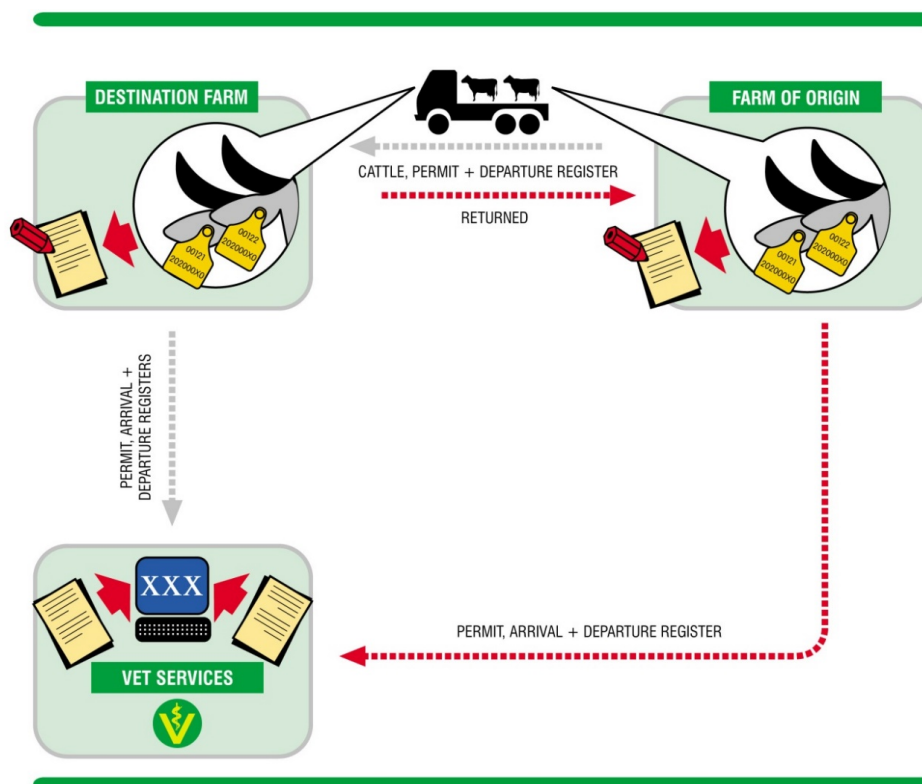 DESTINATION FARM
FARM OF ORIGIN
CATTLE, PERMIT + DEPARTURE REGISTER
RETURNED
00121
202000X0
00122
202000X0
00121
202000X0
00122
202000X0
PERMIT, ARRIVAL +
DEPARTURE REGISTERS
XXX
PERMIT, ARRIVAL + DEPARTURE REGISTER
VET SERVICES
V